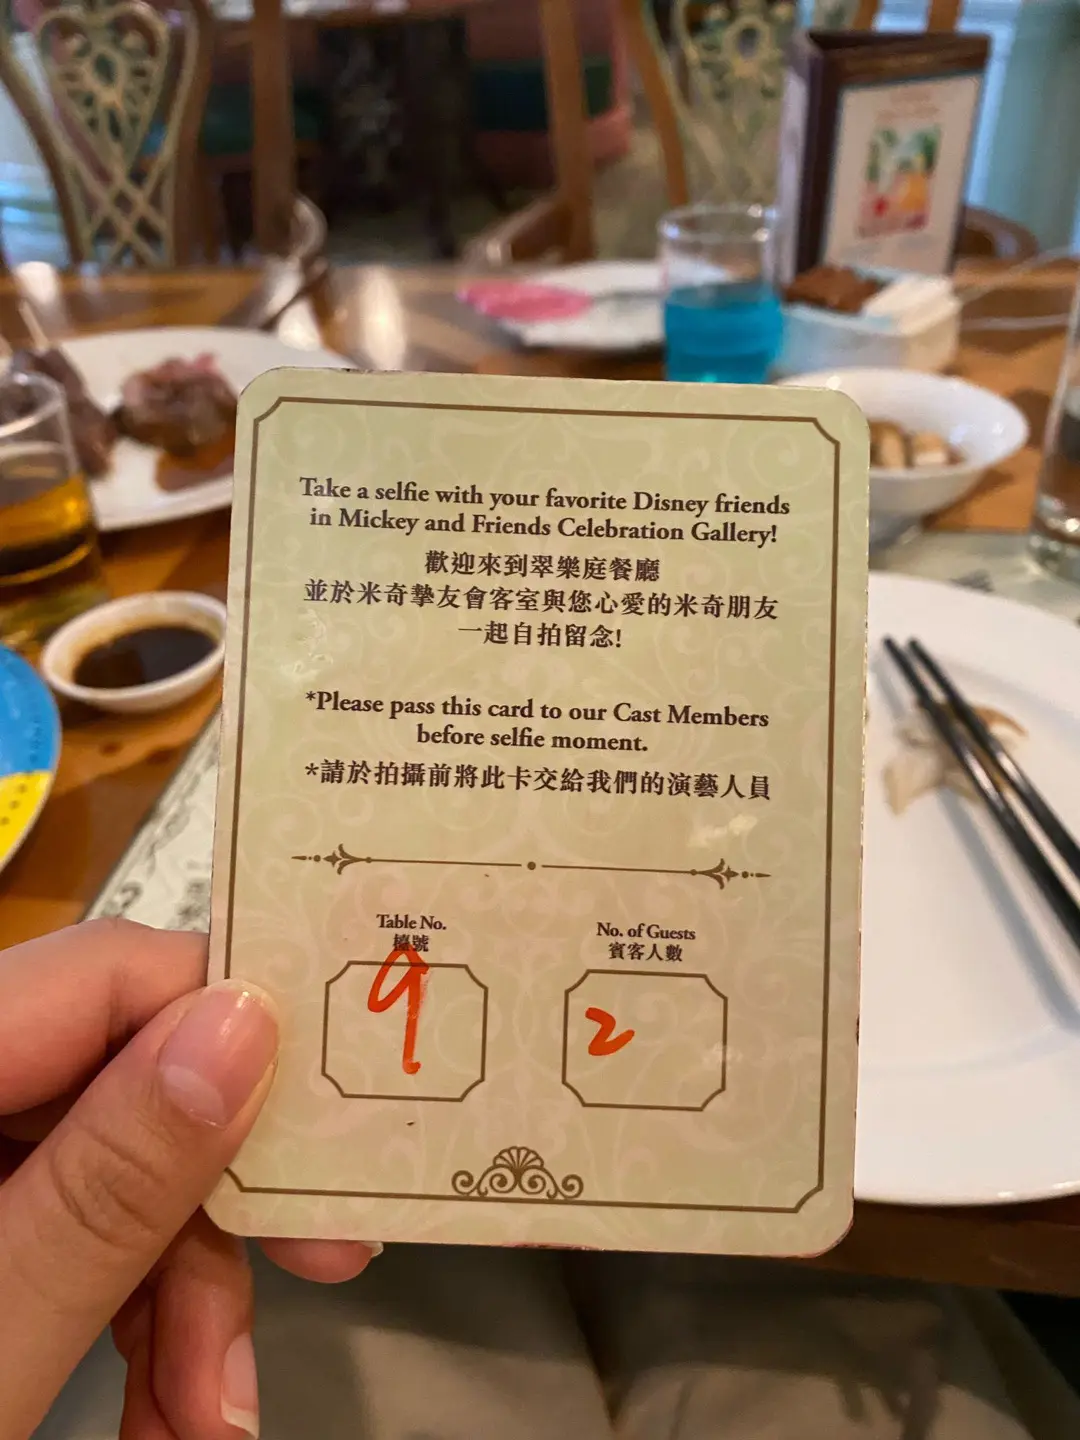 Take a selfie with your favorite Disney friends
in Mickey and Friends Celebration Gallery!
歡迎來到翠樂庭餐廳
並於米奇摯友會客室與您心愛的米奇朋友
一起自拍留念!
*Please pass this card to our Cast Members
before selfie moment.
*請於拍攝前將此卡交給我們的演藝人員
Table No.
檯號
9
No. of Guests
賓客人數
2